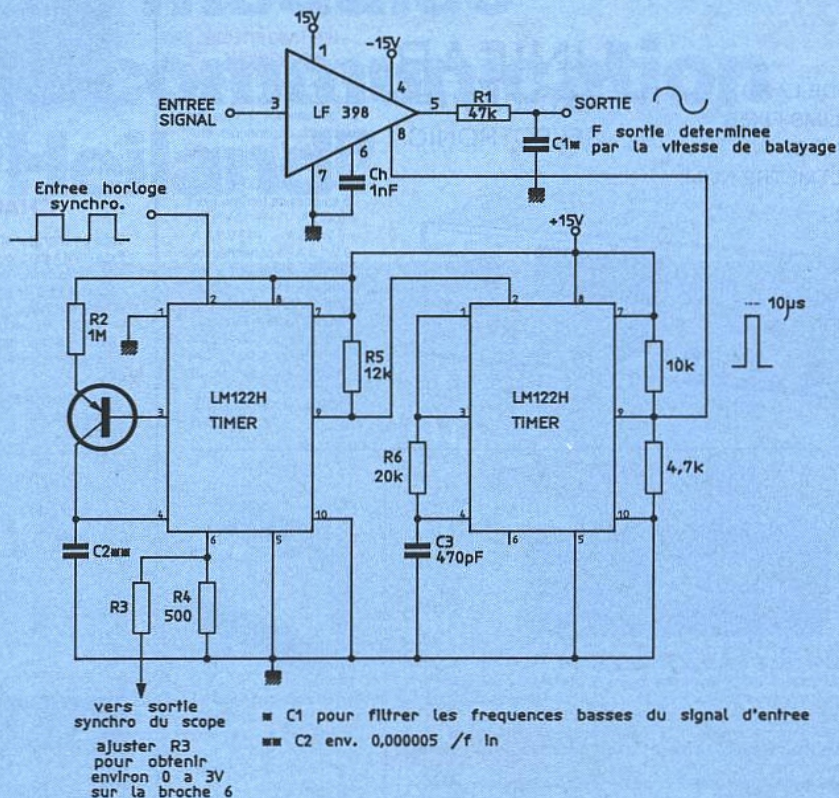 15V
1
-15V
4
ENTREE
SIGNAL
3
LF 398
5
R1
47k
SORTIE
8
7
6
Ch
1nF
C1■
F sortie determinee
par la vitesse de balayage
Entree horloge
synchro.
+15V
R2
1M
1
2
8
7
R5
12k
1
2
8
7
10k
10µs
3
LM122H
TIMER
9
3
LM122H
TIMER
9
R6
20k
4,7k
4
10
4
10
C2■■
6
5
C3
470pF
6
5
R3
R4
500
vers sortie
synchro du scope
ajuster R3
pour obtenir
environ 0 a 3V
sur la broche 6
■ C1 pour filtrer les frequences basses du signal d'entree
■■ C2 env. 0,000005 /f in